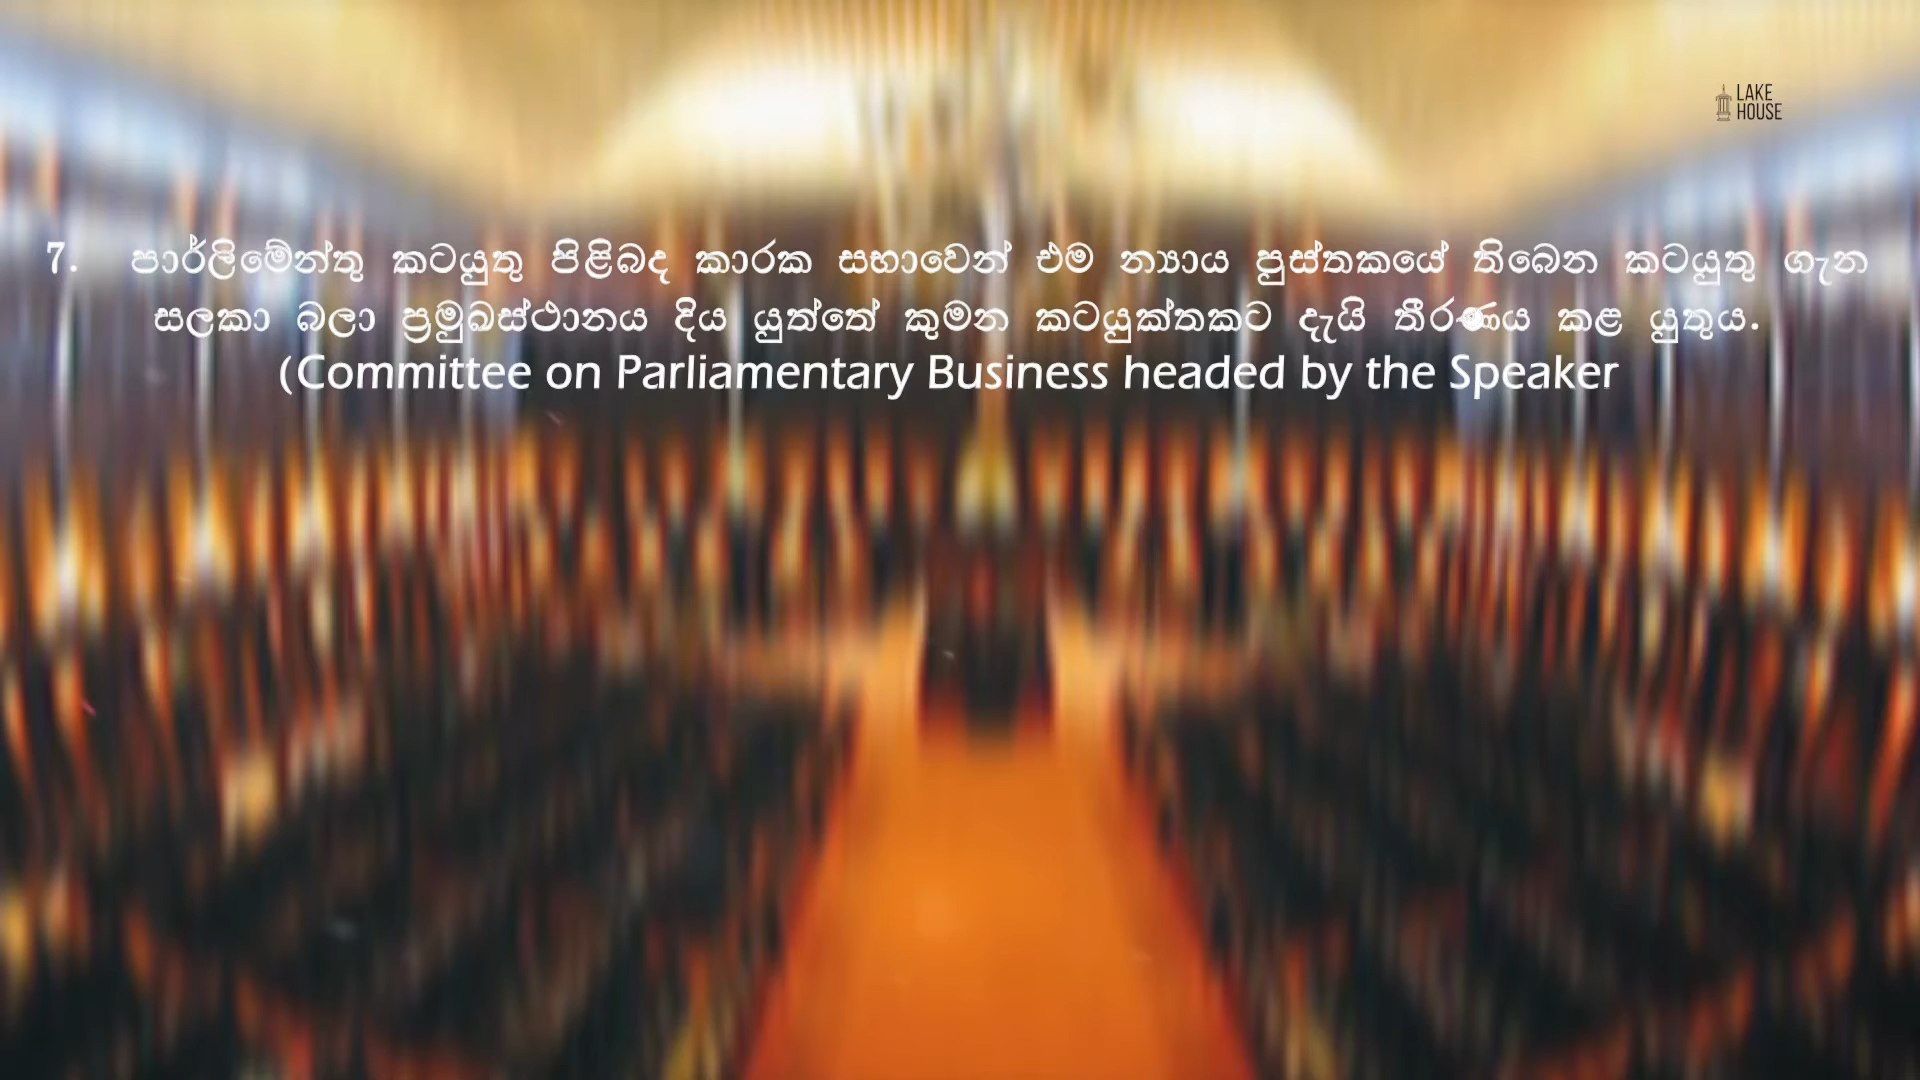 LAKE
HOUSE
7. පාර්ලිමේන්තු කටයුතු පිළිබද කාරක සභාවෙන් එම න්‍යාය පුස්තකයේ තිබෙන කටයුතු ගැන
සලකා බලා ප්‍රමුඛස්ථානය දිය යුත්තේ කුමන කටයුක්තකට දැයි තීරණය කළ යුතුය.
(Committee on Parliamentary Business headed by the Speaker